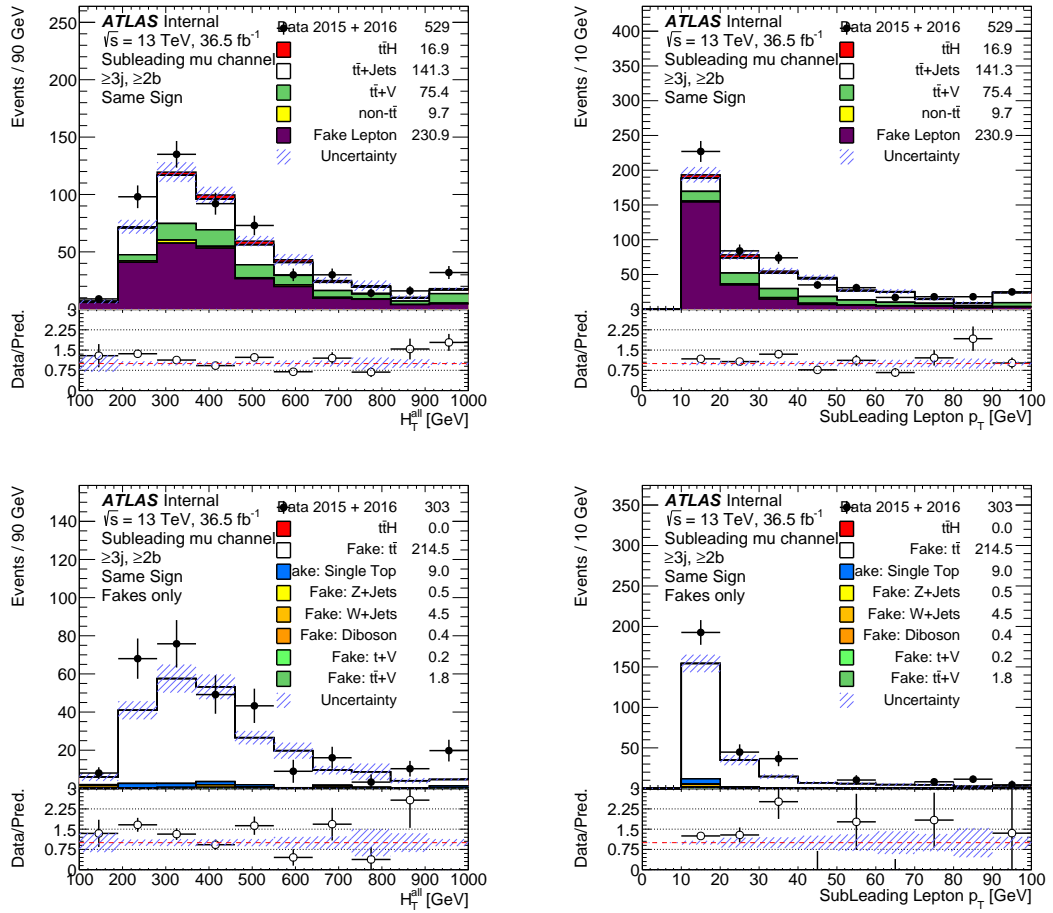 ATLAS Internal
√s = 13 TeV, 36.5 fb-1
Subleading mu channel
≥3j, ≥2b
Same Sign
Data 2015 + 2016 529
tt̄H 16.9
tt̄+Jets 141.3
tt̄+V 75.4
non-tt̄ 9.7
Fake Lepton 230.9
Uncertainty
Events / 90 GeV
250
200
150
100
50
Data/Pred.
2.25
1.5
0.75
0
100 200 300 400 500 600 700 800 900 1000
H_T^all [GeV]
ATLAS Internal
√s = 13 TeV, 36.5 fb-1
Subleading mu channel
≥3j, ≥2b
Same Sign
Data 2015 + 2016 529
tt̄H 16.9
tt̄+Jets 141.3
tt̄+V 75.4
non-tt̄ 9.7
Fake Lepton 230.9
Uncertainty
Events / 10 GeV
400
350
300
250
200
150
100
50
Data/Pred.
2.25
1.5
0.75
0
0 10 20 30 40 50 60 70 80 90 100
SubLeading Lepton p_T [GeV]
ATLAS Internal
√s = 13 TeV, 36.5 fb-1
Subleading mu channel
≥3j, ≥2b
Same Sign
Fakes only
Data 2015 + 2016 303
tt̄H 0.0
Fake: tt̄ 214.5
ake: Single Top 9.0
Fake: Z+Jets 0.5
Fake: W+Jets 4.5
Fake: Diboson 0.4
Fake: t+V 0.2
Fake: tt̄+V 1.8
Uncertainty
Events / 90 GeV
140
120
100
80
60
40
20
Data/Pred.
2.25
1.5
0.75
0
100 200 300 400 500 600 700 800 900 1000
H_T^all [GeV]
ATLAS Internal
√s = 13 TeV, 36.5 fb-1
Subleading mu channel
≥3j, ≥2b
Same Sign
Fakes only
Data 2015 + 2016 303
tt̄H 0.0
Fake: tt̄ 214.5
ake: Single Top 9.0
Fake: Z+Jets 0.5
Fake: W+Jets 4.5
Fake: Diboson 0.4
Fake: t+V 0.2
Fake: tt̄+V 1.8
Uncertainty
Events / 10 GeV
350
300
250
200
150
100
50
Data/Pred.
2.25
1.5
0.75
0
0 10 20 30 40 50 60 70 80 90 100
SubLeading Lepton p_T [GeV]